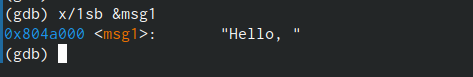 (gdb) x/1sb &msg1
0x804a000 <msg1>:        "Hello, "
(gdb)